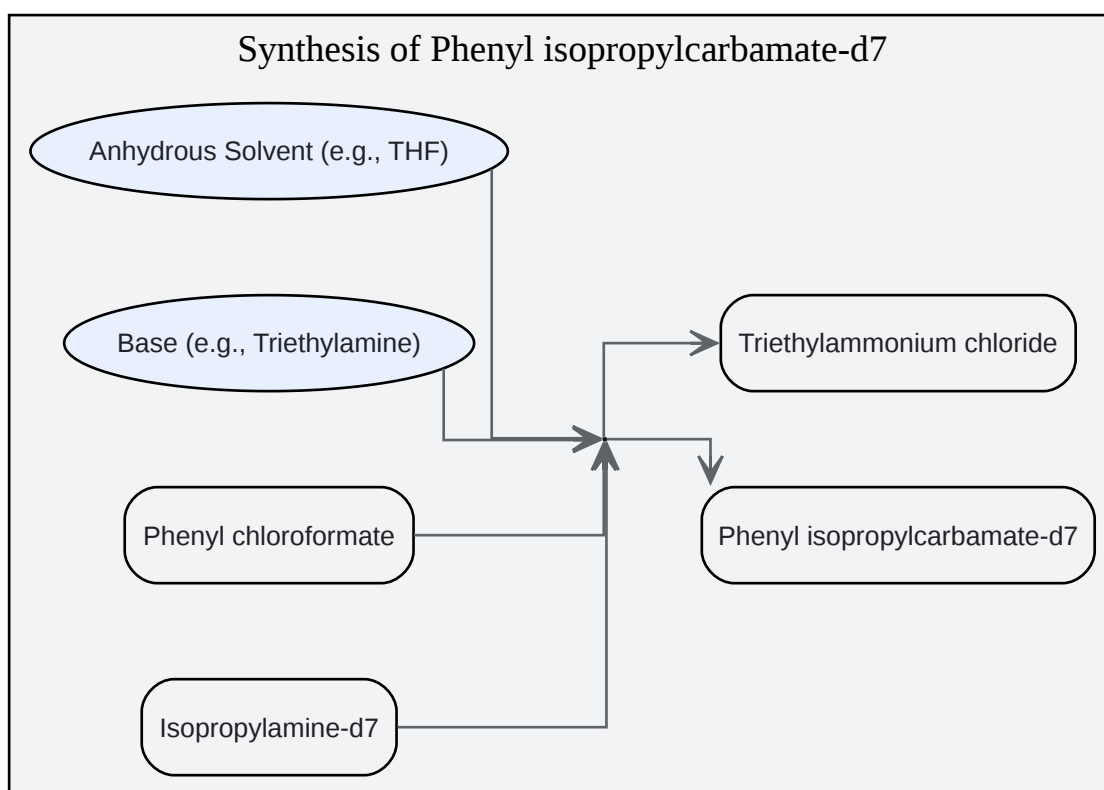 Synthesis of Phenyl isopropylcarbamate-d7
Anhydrous Solvent (e.g., THF)
Base (e.g., Triethylamine)
Triethylammonium chloride
Phenyl chloroformate
Phenyl isopropylcarbamate-d7
Isopropylamine-d7